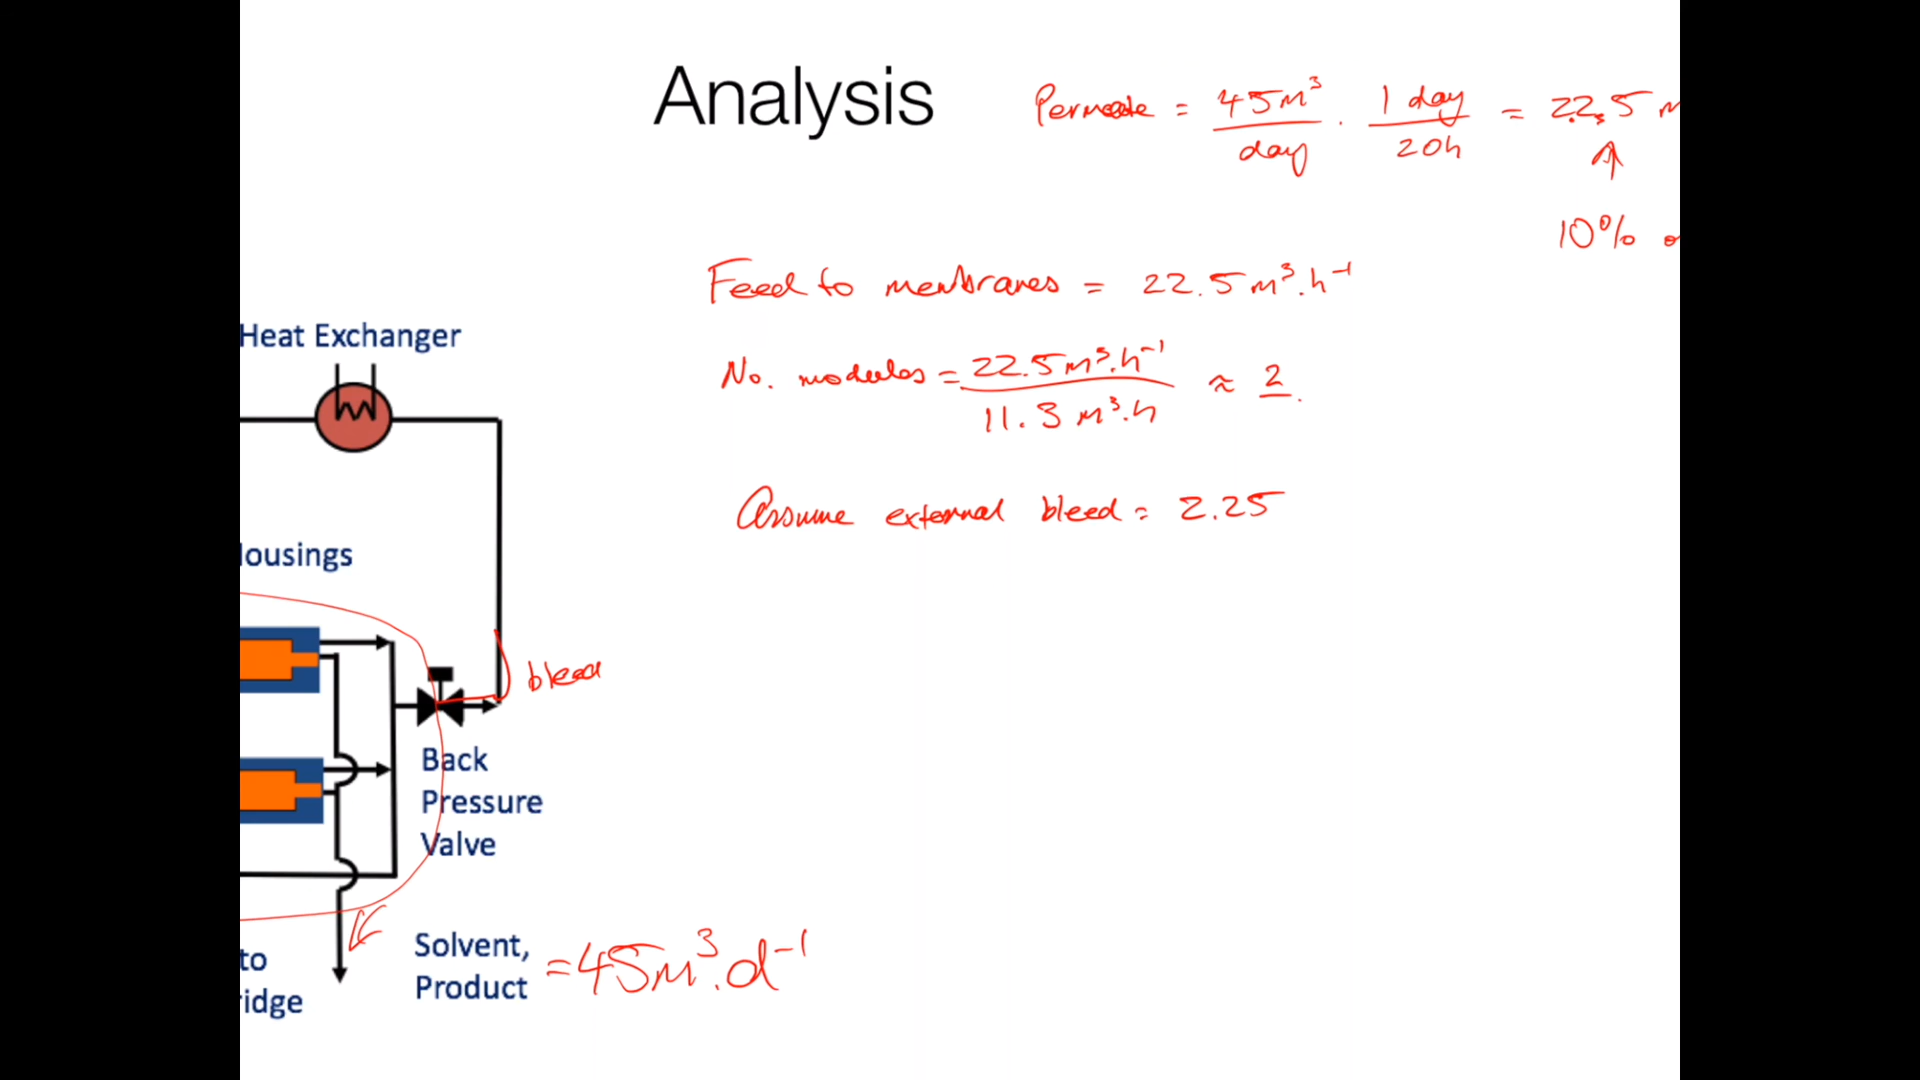 Analysis
Permeate = 45m³/day · 1 day/20h = 22.5 m
10%
Feed to membranes = 22.5 m³.h⁻¹
No. modules = 22.5m³.h⁻¹/11.3 m³.h ≈ 2.
Assume external bleed = 2.25
Heat Exchanger
ousings
bleed
Back
Pressure
Valve
Solvent,
Product
=45m³.d⁻¹
to
ridge